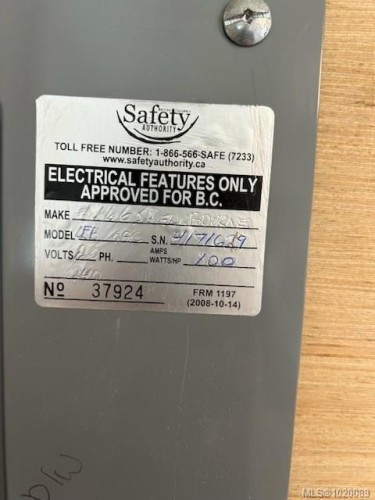 Safety
AUTHORITY
TOLL FREE NUMBER: 1-866-566-SAFE (7233)
www.safetyauthority.ca
ELECTRICAL FEATURES ONLY
APPROVED FOR B.C.
MAKE
MODEL S.N. 4171639
VOLTS PH. AMPS WATTS/HP 100
Nº 37924
FRM 1197
(2008-10-14)
D/W
MLS®1020089